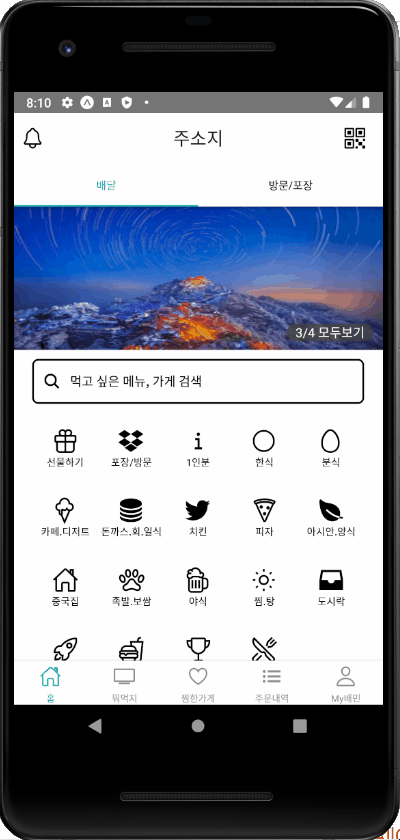 8:10
주소지
배달 방문/포장
3/4 모두보기
먹고 싶은 메뉴, 가게 검색
선물하기 포장/방문 1인분 한식 분식
카페.디저트 돈까스.회.일식 치킨 피자 아시안.양식
중국집 족발.보쌈 야식 찜.탕 도시락
홈 뭐먹지 찜한가게 주문내역 My배민